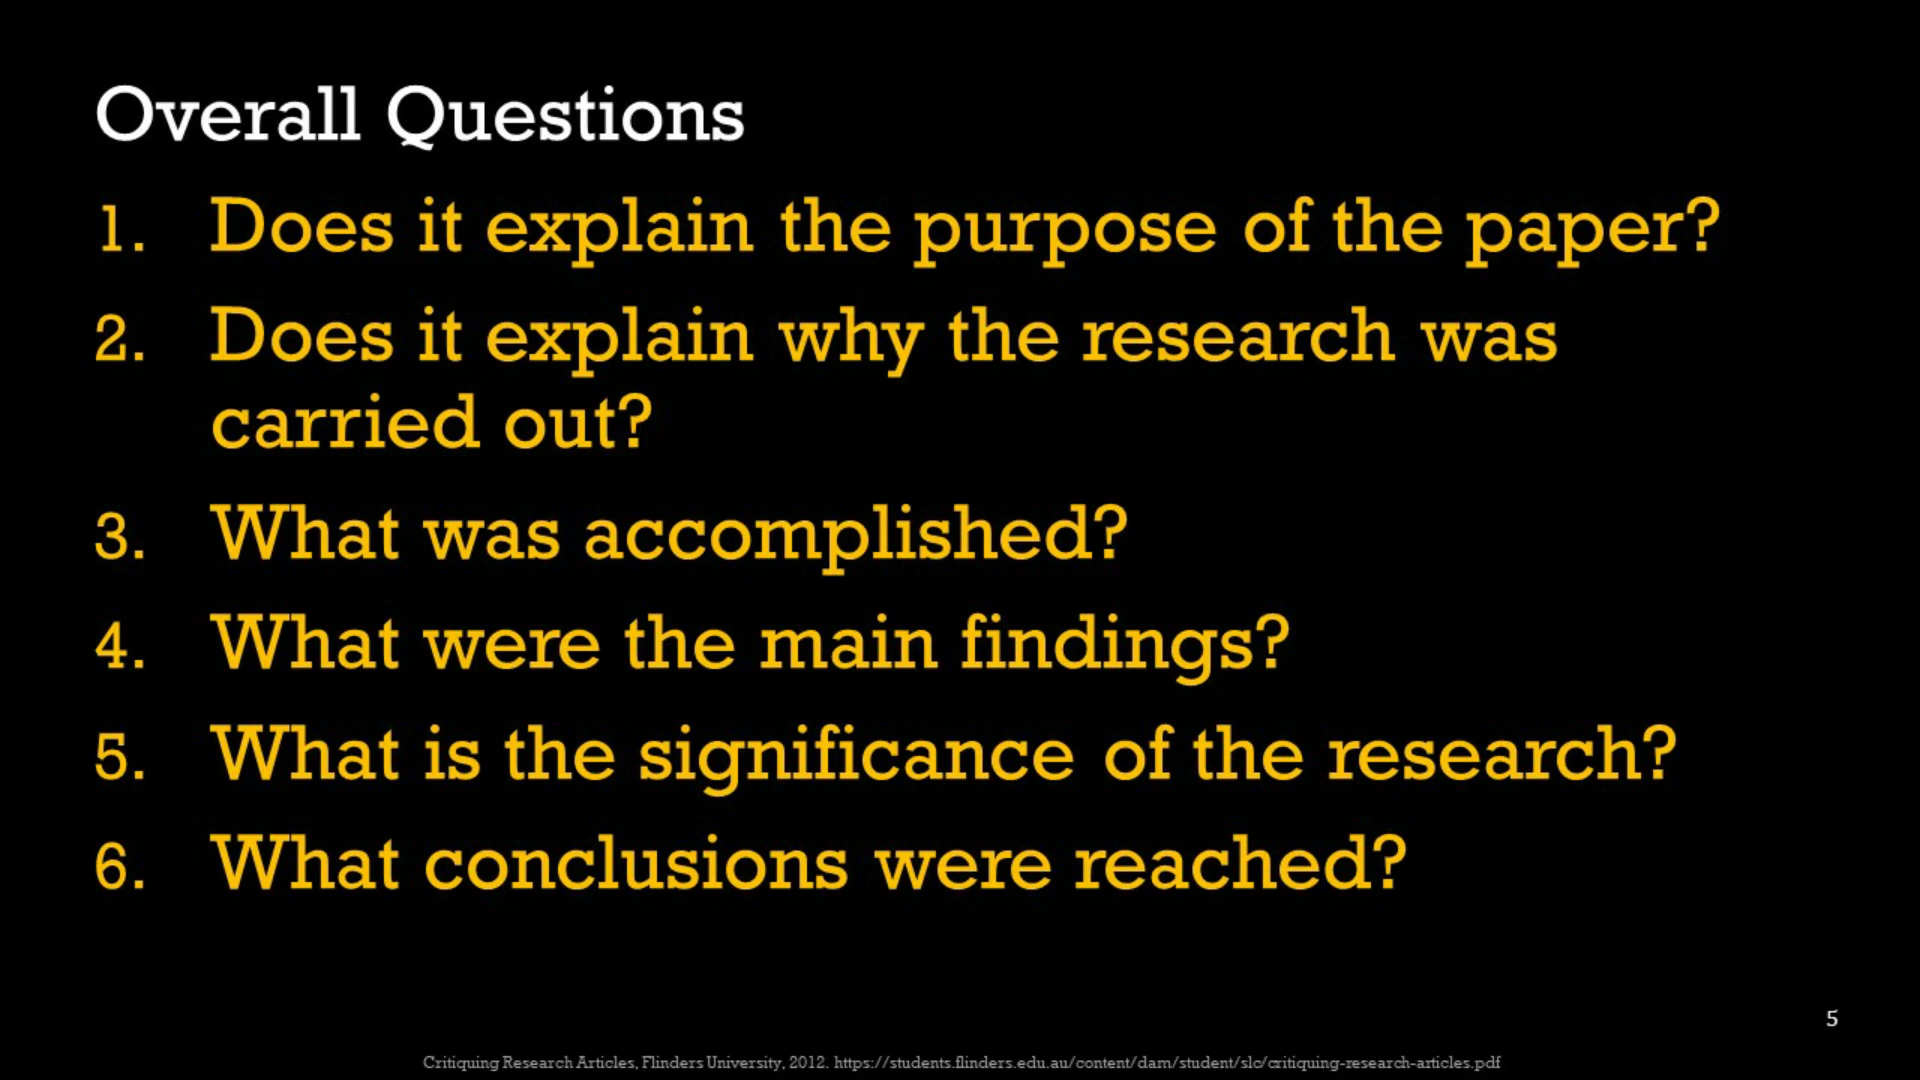 Overall Questions
1. Does it explain the purpose of the paper?
2. Does it explain why the research was
carried out?
3. What was accomplished?
4. What were the main findings?
5. What is the significance of the research?
6. What conclusions were reached?
5
Critiquing Research Articles, Flinders University, 2012. https://students.flinders.edu.au/content/dam/student/slc/critiquing-research-articles.pdf